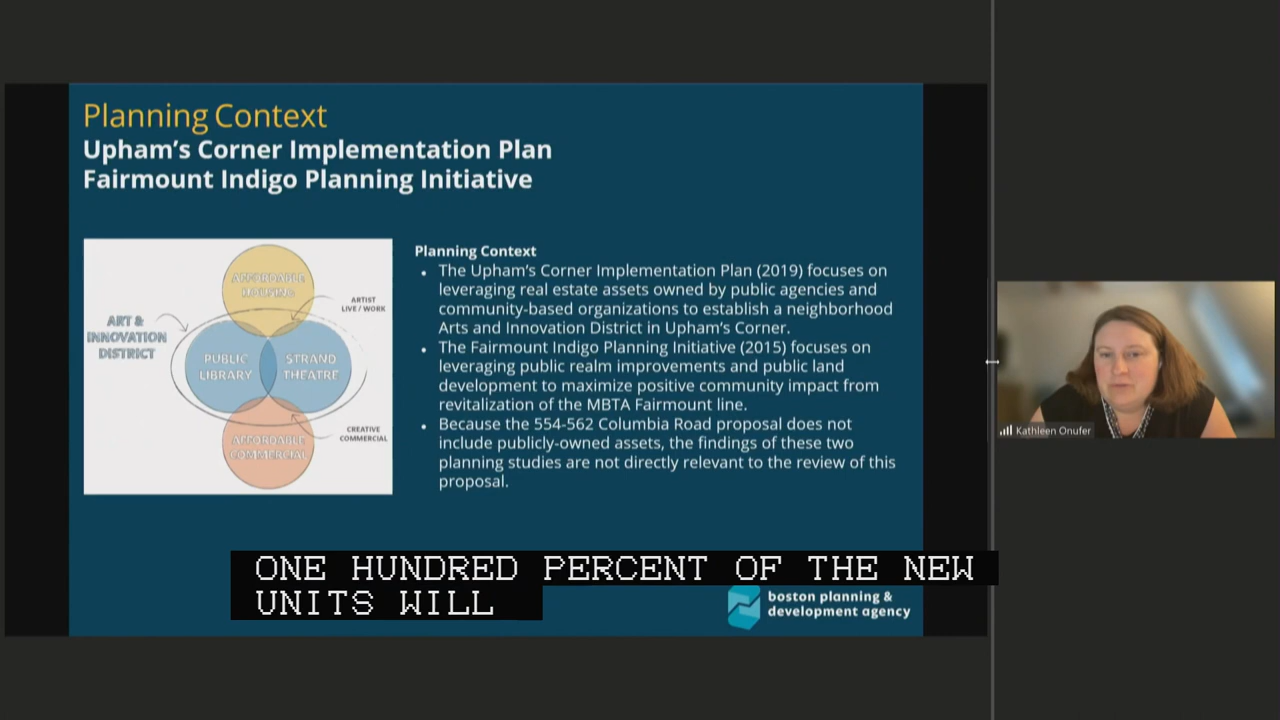 Planning Context
Upham's Corner Implementation Plan
Fairmount Indigo Planning Initiative
AFFORDABLE
HOUSING
ARTIST
LIVE / WORK
ART &
INNOVATION
DISTRICT
PUBLIC
LIBRARY
STRAND
THEATRE
CREATIVE
COMMERCIAL
AFFORDABLE
COMMERCIAL
Planning Context
• The Upham's Corner Implementation Plan (2019) focuses on
leveraging real estate assets owned by public agencies and
community-based organizations to establish a neighborhood
Arts and Innovation District in Upham's Corner.
• The Fairmount Indigo Planning Initiative (2015) focuses on
leveraging public realm improvements and public land
development to maximize positive community impact from
revitalization of the MBTA Fairmount line.
• Because the 554-562 Columbia Road proposal does not
include publicly-owned assets, the findings of these two
planning studies are not directly relevant to the review of this
proposal.
Kathleen Onufer
ONE HUNDRED PERCENT OF THE NEW
UNITS WILL
boston planning &
development agency